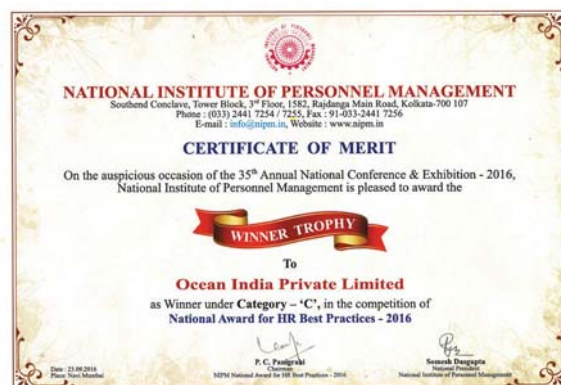 NATIONAL INSTITUTE OF PERSONNEL MANAGEMENT
Southend Conclave, Tower Block, 3rd Floor, 1582, Rajdanga Main Road, Kolkata-700 107
Phone : (033) 2441 7254 / 7255, Fax : 91-033-2441 7256
E-mail : info@nipm.in, Website : www.nipm.in
CERTIFICATE OF MERIT
On the auspicious occasion of the 35th Annual National Conference & Exhibition - 2016,
National Institute of Personnel Management is pleased to award the
WINNER TROPHY
To
Ocean India Private Limited
as Winner under Category – 'C', in the competition of
National Award for HR Best Practices - 2016
P. C. Panigrahi
Chairman
NIPM National Award for HR Best Practices - 2016
Somesh Dasgupta
National President
National Institute of Personnel Management
Date : 23.09.2016
Place: Navi Mumbai